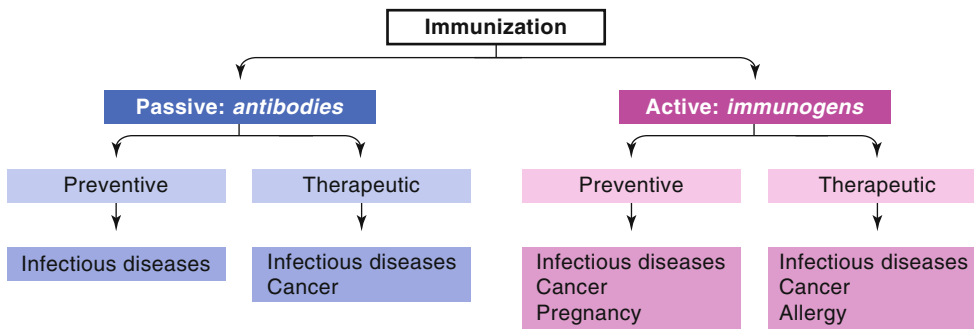 Immunization
Passive: antibodies
Active: immunogens
Preventive
Therapeutic
Preventive
Therapeutic
Infectious diseases
Infectious diseases
Cancer
Infectious diseases
Cancer
Pregnancy
Infectious diseases
Cancer
Allergy